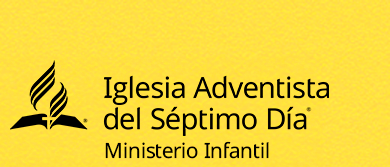 Iglesia Adventista
del Séptimo Día®
Ministerio Infantil